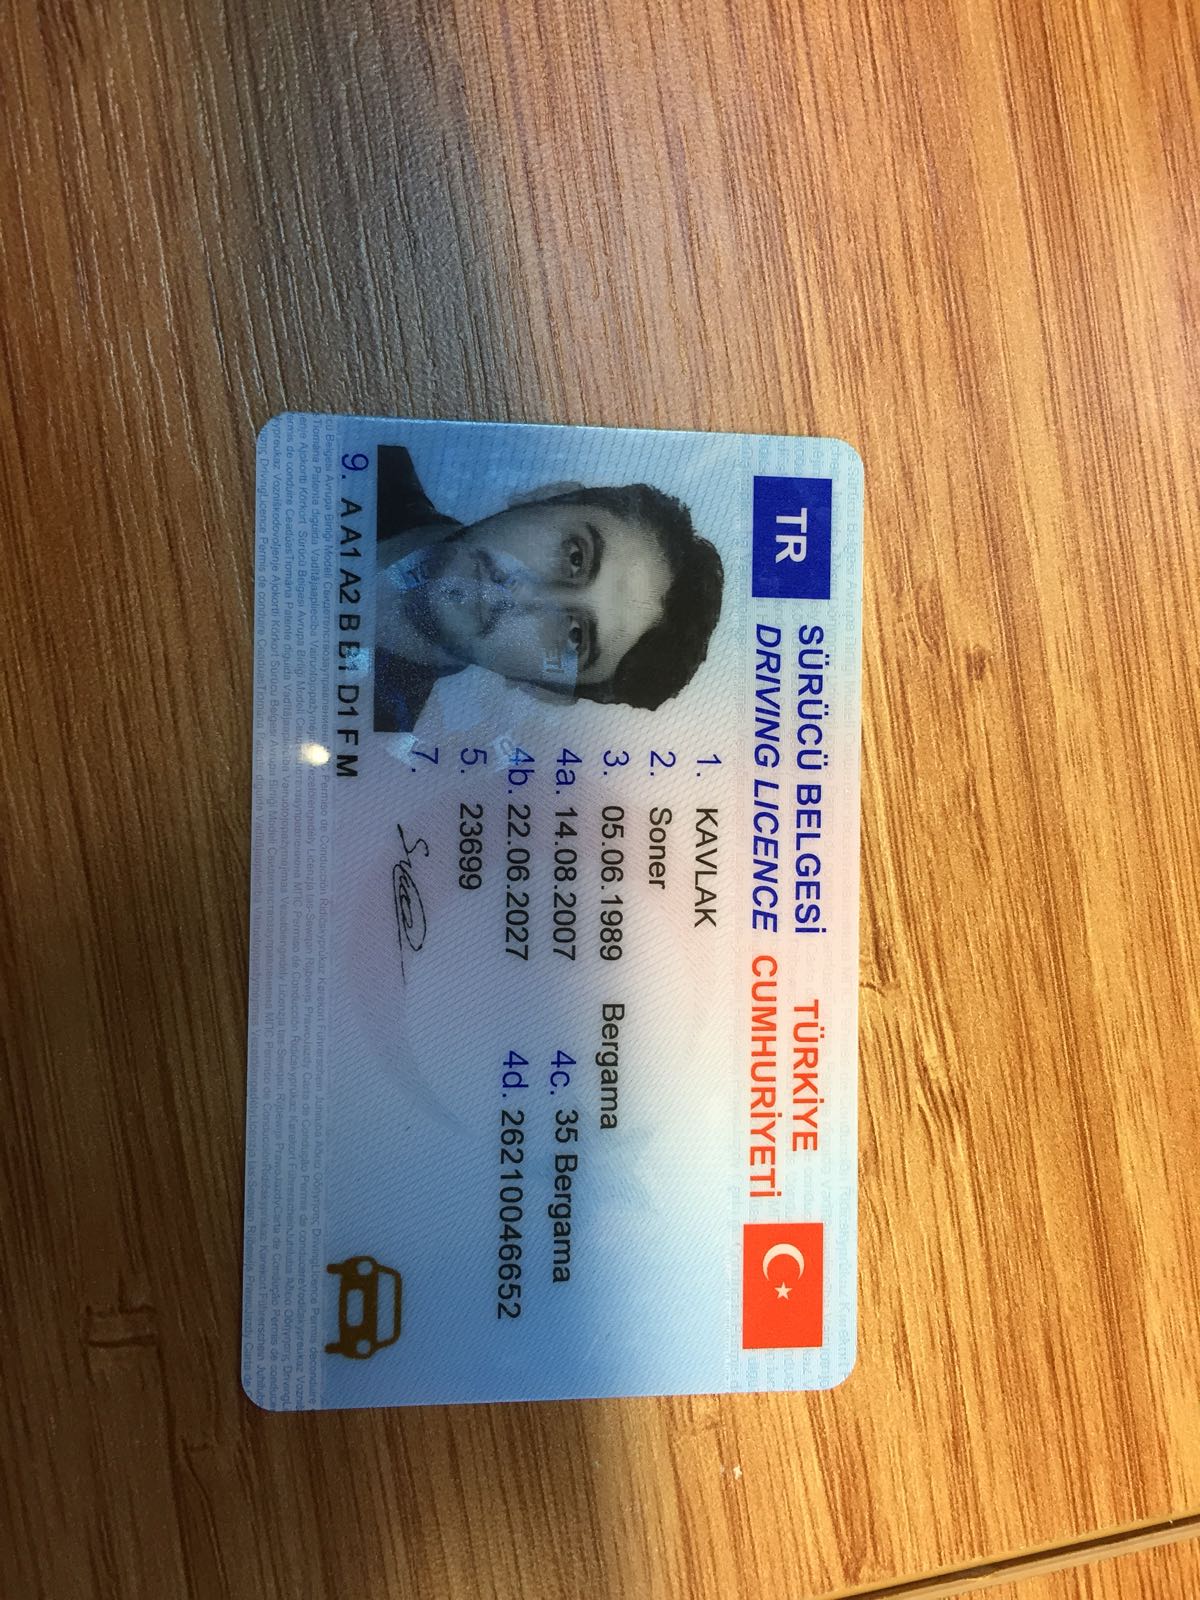 TR SÜRÜCÜ BELGESİ TÜRKİYE
DRIVING LICENCE CUMHURİYETİ
1. KAVLAK
2. Soner
3. 05.06.1989 Bergama
4a. 14.08.2007 4c. 35 Bergama
4b. 22.06.2027 4d. 26210046652
5. 23699
7.
9. A A1 A2 B B1 D1 F M